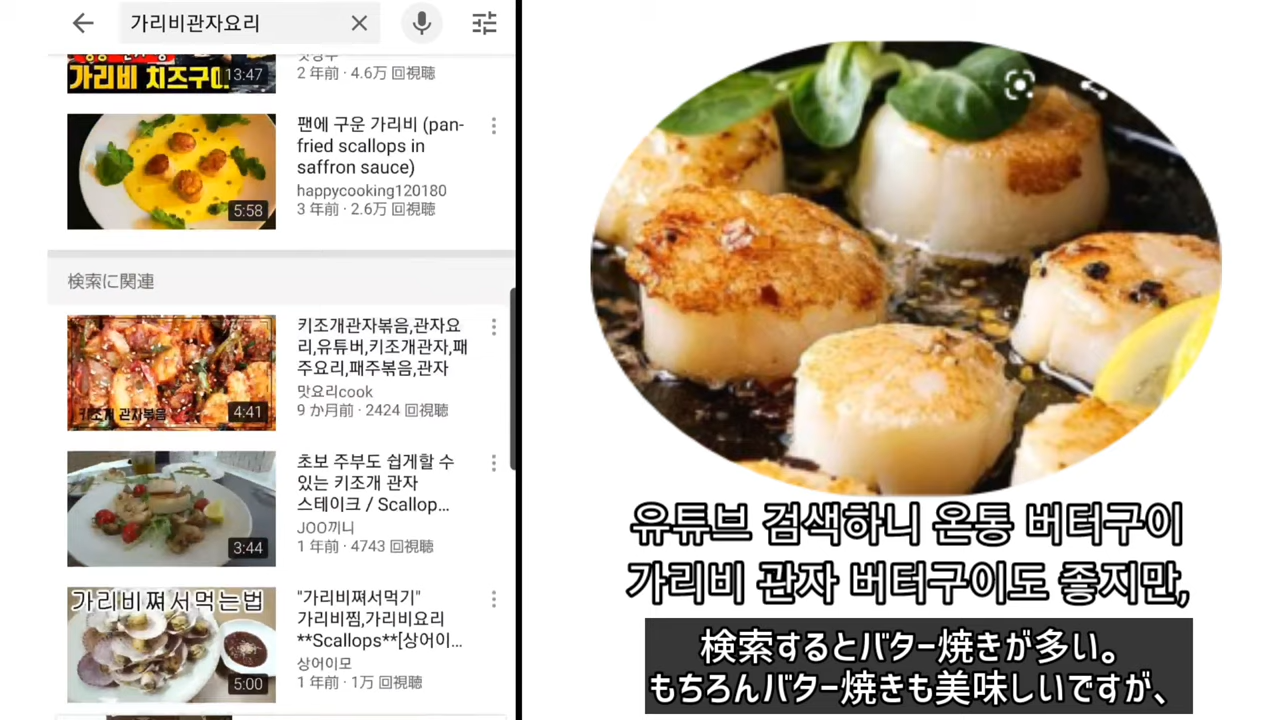 가리비관자요리
가리비 치즈구이
13:47
2 年前 · 4.6万 回視聴
팬에 구운 가리비 (pan-
fried scallops in
saffron sauce)
happycooking120180
3 年前 · 2.6万 回視聴
5:58
検索に関連
키조개관자볶음,관자요
리,유튜버,키조개관자,패
주요리,패주볶음,관자
맛요리cook
9 か月前 · 2424 回視聴
키조개 관자볶음
4:41
초보 주부도 쉽게할 수
있는 키조개 관자
스테이크 / Scallop...
JOO끼니
1 年前 · 4743 回視聴
3:44
가리비쪄서먹는법
"가리비쪄서먹기"
가리비찜,가리비요리
**Scallops**[상어이...
상어이모
1 年前 · 1万 回視聴
5:00
유튜브 검색하니 온통 버터구이
가리비 관자 버터구이도 좋지만,
検索するとバター焼きが多い。
もちろんバター焼きも美味しいですが、